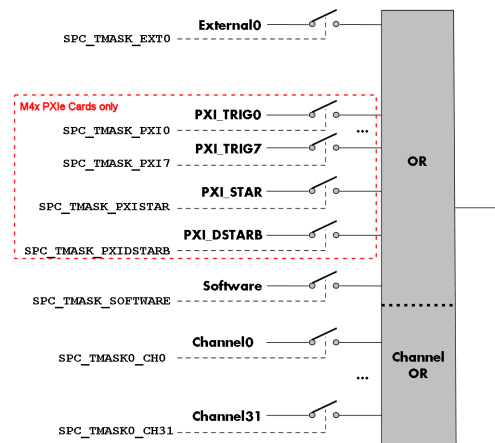 External0
SPC_TMASK_EXT0
M4x PXIe Cards only
PXI_TRIG0
SPC_TMASK_PXI0
...
PXI_TRIG7
SPC_TMASK_PXI7
OR
PXI_STAR
SPC_TMASK_PXISTAR
PXI_DSTARB
SPC_TMASK_PXIDSTARB
Software
SPC_TMASK_SOFTWARE
Channel0
SPC_TMASK0_CH0
Channel
OR
...
Channel31
SPC_TMASK0_CH31